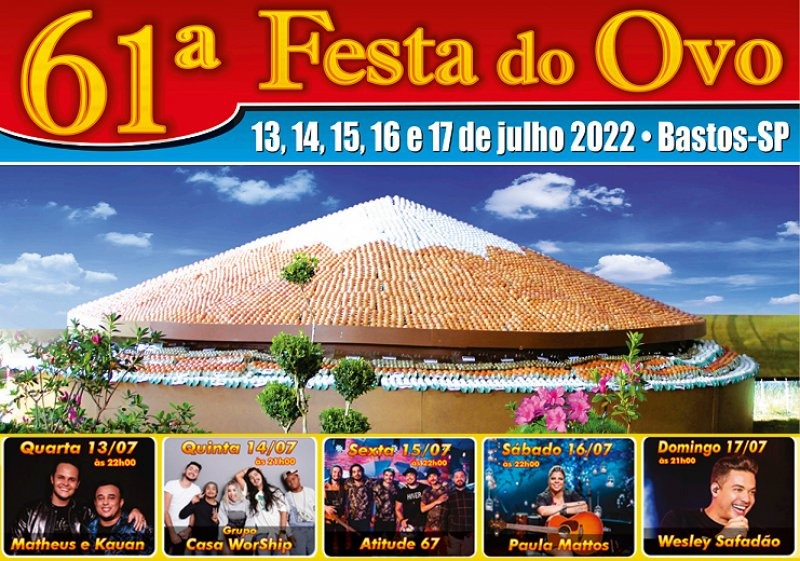 61ª Festa do Ovo
13, 14, 15, 16 e 17 de julho 2022 • Bastos-SP
Quarta 13/07
às 22h00
Matheus e Kauan
Quinta 14/07
às 21h00
Grupo
Casa WorShip
Sexta 15/07
às 22h00
Atitude 67
Sábado 16/07
às 22h00
Paula Mattos
Domingo 17/07
às 21h00
Wesley Safadão